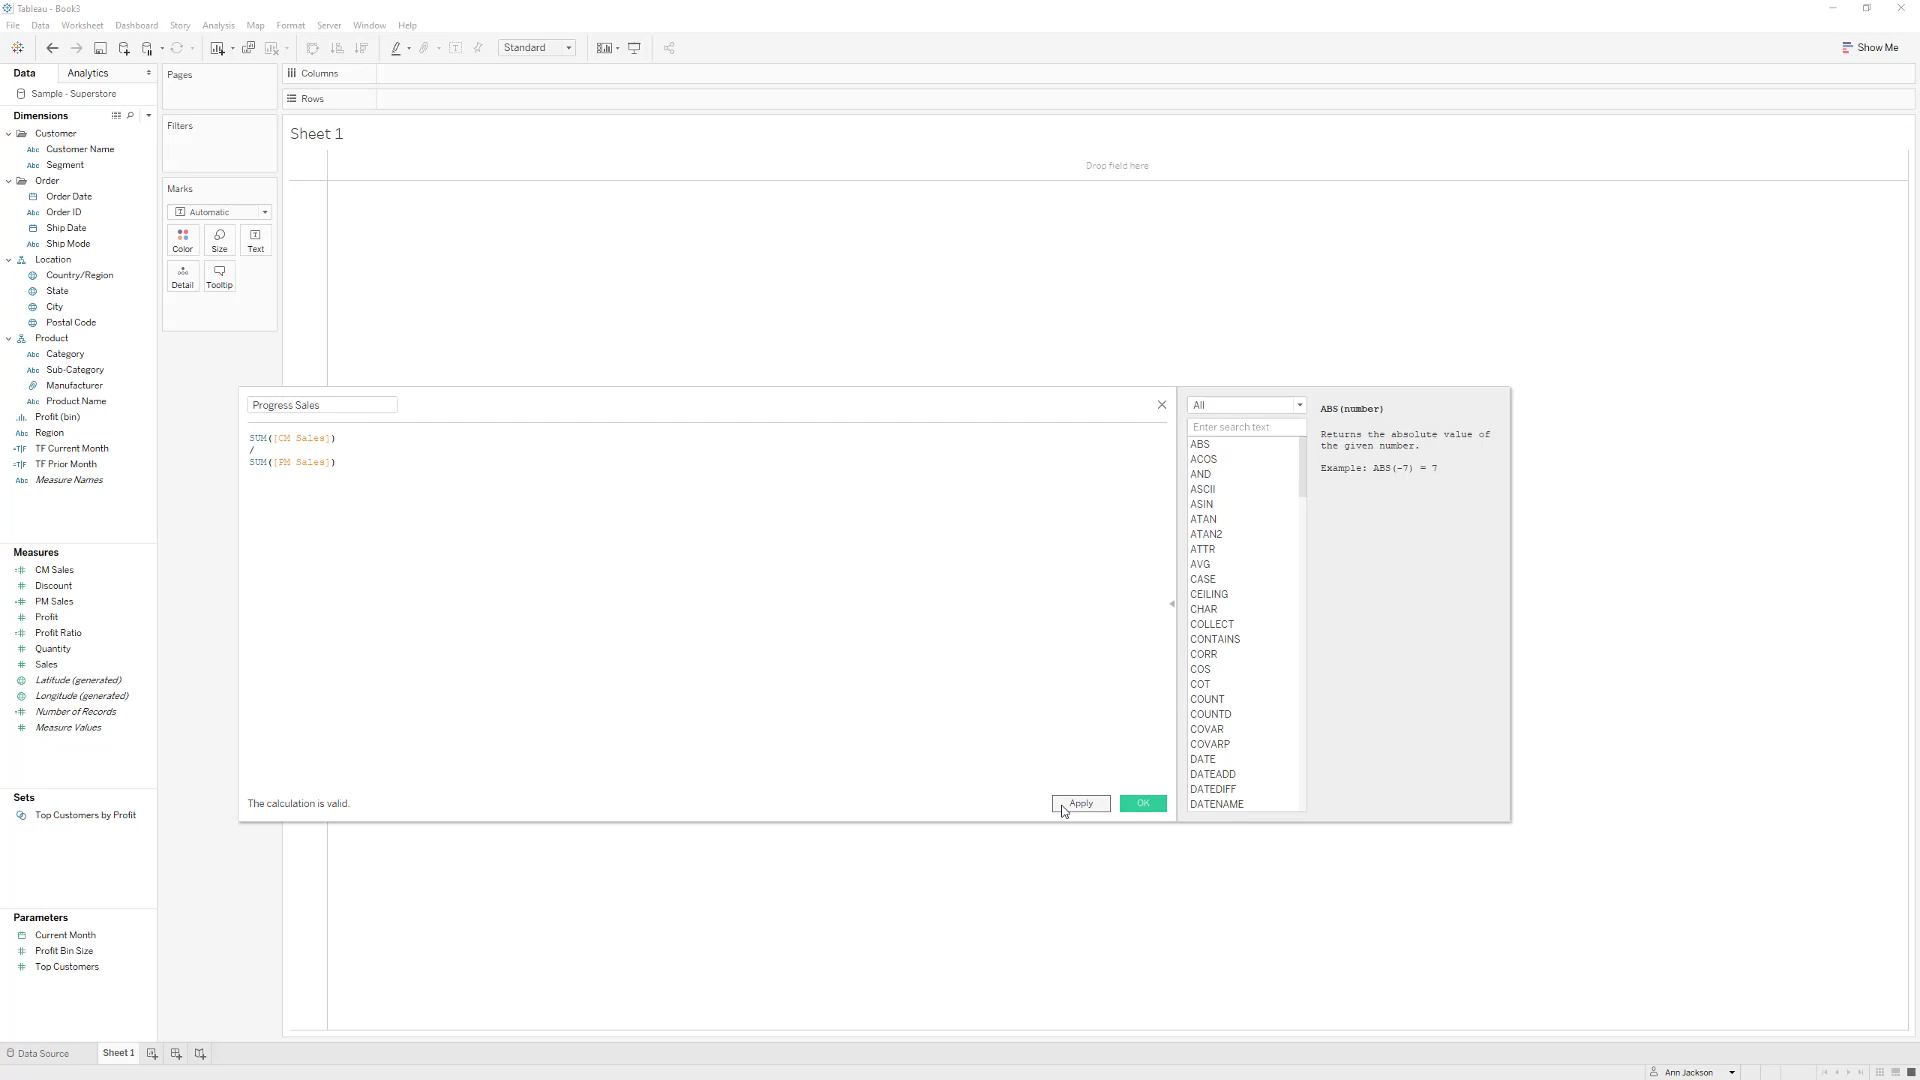 Tableau - Book3
File Data Worksheet Dashboard Story Analysis Map Format Server Window Help
Standard
Show Me
Data
Analytics
Sample - Superstore
Dimensions
Customer
Abc Customer Name
Abc Segment
Order
Order Date
Abc Order ID
Ship Date
Abc Ship Mode
Location
Country/Region
State
City
Postal Code
Product
Abc Category
Abc Sub-Category
Manufacturer
Abc Product Name
Profit (bin)
Abc Region
=T|F TF Current Month
=T|F TF Prior Month
Abc Measure Names
Measures
=# CM Sales
# Discount
=# PM Sales
# Profit
=# Profit Ratio
# Quantity
# Sales
Latitude (generated)
Longitude (generated)
=# Number of Records
# Measure Values
Sets
Top Customers by Profit
Parameters
Current Month
# Profit Bin Size
# Top Customers
Pages
Filters
Marks
Automatic
Color
Size
Text
Detail
Tooltip
Columns
Rows
Sheet 1
Drop field here
Progress Sales
SUM([CM Sales])
/
SUM([PM Sales])
The calculation is valid.
Apply
OK
All
Enter search text
ABS
ACOS
AND
ASCII
ASIN
ATAN
ATAN2
ATTR
AVG
CASE
CEILING
CHAR
COLLECT
CONTAINS
CORR
COS
COT
COUNT
COUNTD
COVAR
COVARP
DATE
DATEADD
DATEDIFF
DATENAME
ABS(number)
Returns the absolute value of
the given number.
Example: ABS(-7) = 7
Data Source
Sheet 1
Ann Jackson